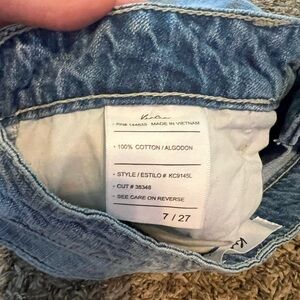 MADE IN VIETNAM
- 100% COTTON / ALGODON
- STYLE / ESTILO # KC9145L
- CUT # 38348
- SEE CARE ON REVERSE
7 / 27